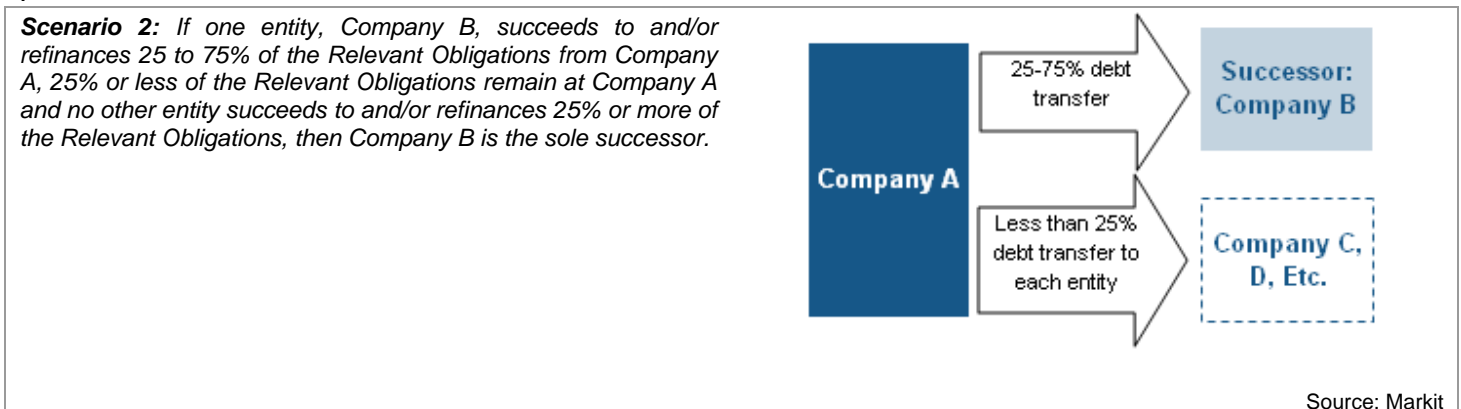 Scenario 2: If one entity, Company B, succeeds to and/or
refinances 25 to 75% of the Relevant Obligations from Company
A, 25% or less of the Relevant Obligations remain at Company A
and no other entity succeeds to and/or refinances 25% or more of
the Relevant Obligations, then Company B is the sole successor.
Company A
25-75% debt
transfer
Successor:
Company B
Less than 25%
debt transfer to
each entity
Company C,
D, Etc.
Source: Markit